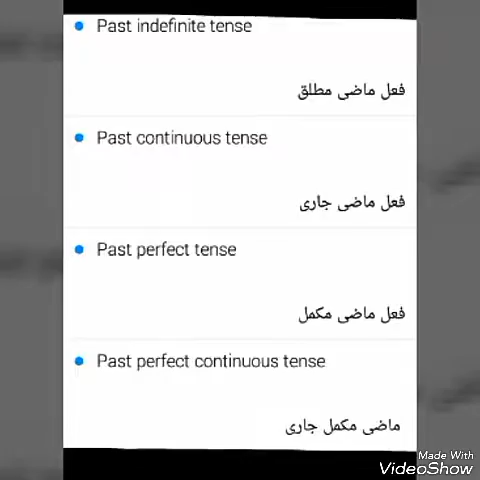 Past indefinite tense
فعل ماضی مطلق
Past continuous tense
فعل ماضی جاری
Past perfect tense
فعل ماضی مکمل
Past perfect continuous tense
ماضی مکمل جاری
Made With
VideoShow